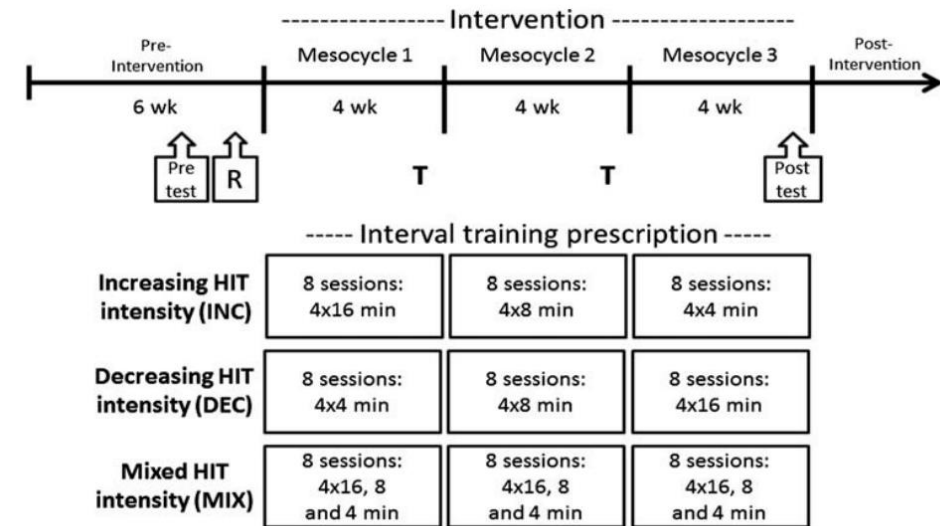 ---------------- Intervention ------------------
Pre-
Intervention
Mesocycle 1
Mesocycle 2
Mesocycle 3
Post-
Intervention
6 wk
4 wk
4 wk
4 wk
Pre
test
R
T
T
Post
test
----- Interval training prescription -----
Increasing HIT
intensity (INC)
8 sessions:
4x16 min
8 sessions:
4x8 min
8 sessions:
4x4 min
Decreasing HIT
intensity (DEC)
8 sessions:
4x4 min
8 sessions:
4x8 min
8 sessions:
4x16 min
Mixed HIT
intensity (MIX)
8 sessions:
4x16, 8
and 4 min
8 sessions:
4x16, 8
and 4 min
8 sessions:
4x16, 8
and 4 min